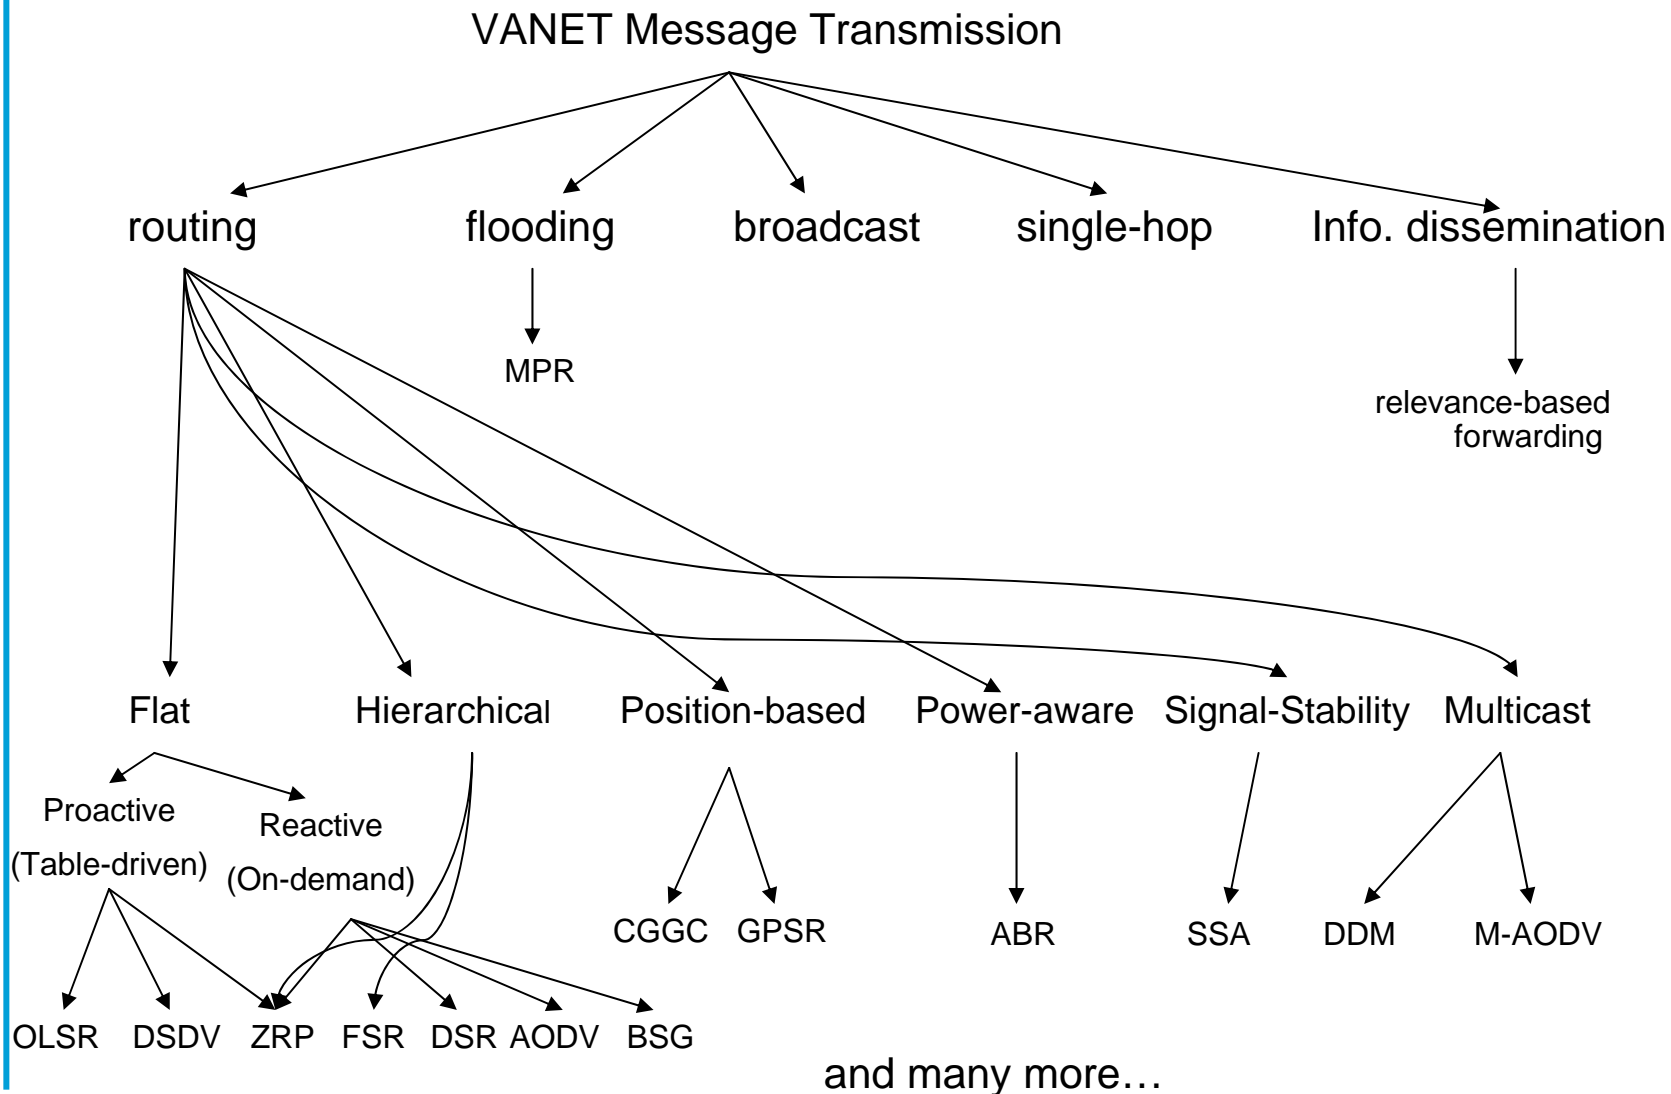 VANET Message Transmission
routing flooding broadcast single-hop Info. dissemination
MPR
relevance-based
forwarding
Flat Hierarchical Position-based Power-aware Signal-Stability Multicast
Proactive
Reactive
(Table-driven)
(On-demand)
CGGC GPSR ABR SSA DDM M-AODV
OLSR DSDV ZRP FSR DSR AODV BSG
and many more…